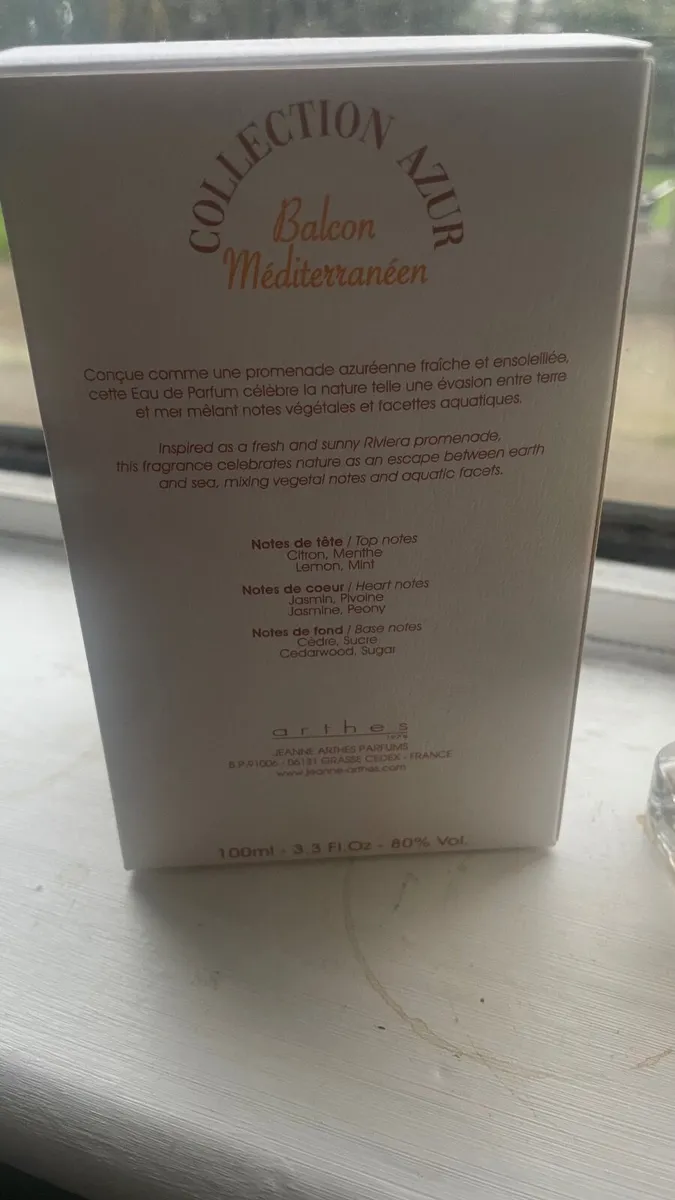 COLLECTION AZUR
Balcon
Méditerranéen
Conçue comme une promenade azuréenne fraîche et ensoleillée,
cette Eau de Parfum célèbre la nature telle une évasion entre terre
et mer mêlant notes végétales et facettes aquatiques.
Inspired as a fresh and sunny Riviera promenade,
this fragrance celebrates nature as an escape between earth
and sea, mixing vegetal notes and aquatic facets.
Notes de tête / Top notes
Citron, Menthe
Lemon, Mint
Notes de coeur / Heart notes
Jasmin, Pivoine
Jasmine, Peony
Notes de fond / Base notes
Cèdre, Sucre
Cedarwood, Sugar
arthes
JEANNE ARTHES PARFUMS
B.P.91006 / 06131 GRASSE CEDEX - FRANCE
www.jeanne-arthes.com
100ml - 3.3 Fl.Oz - 80% Vol.